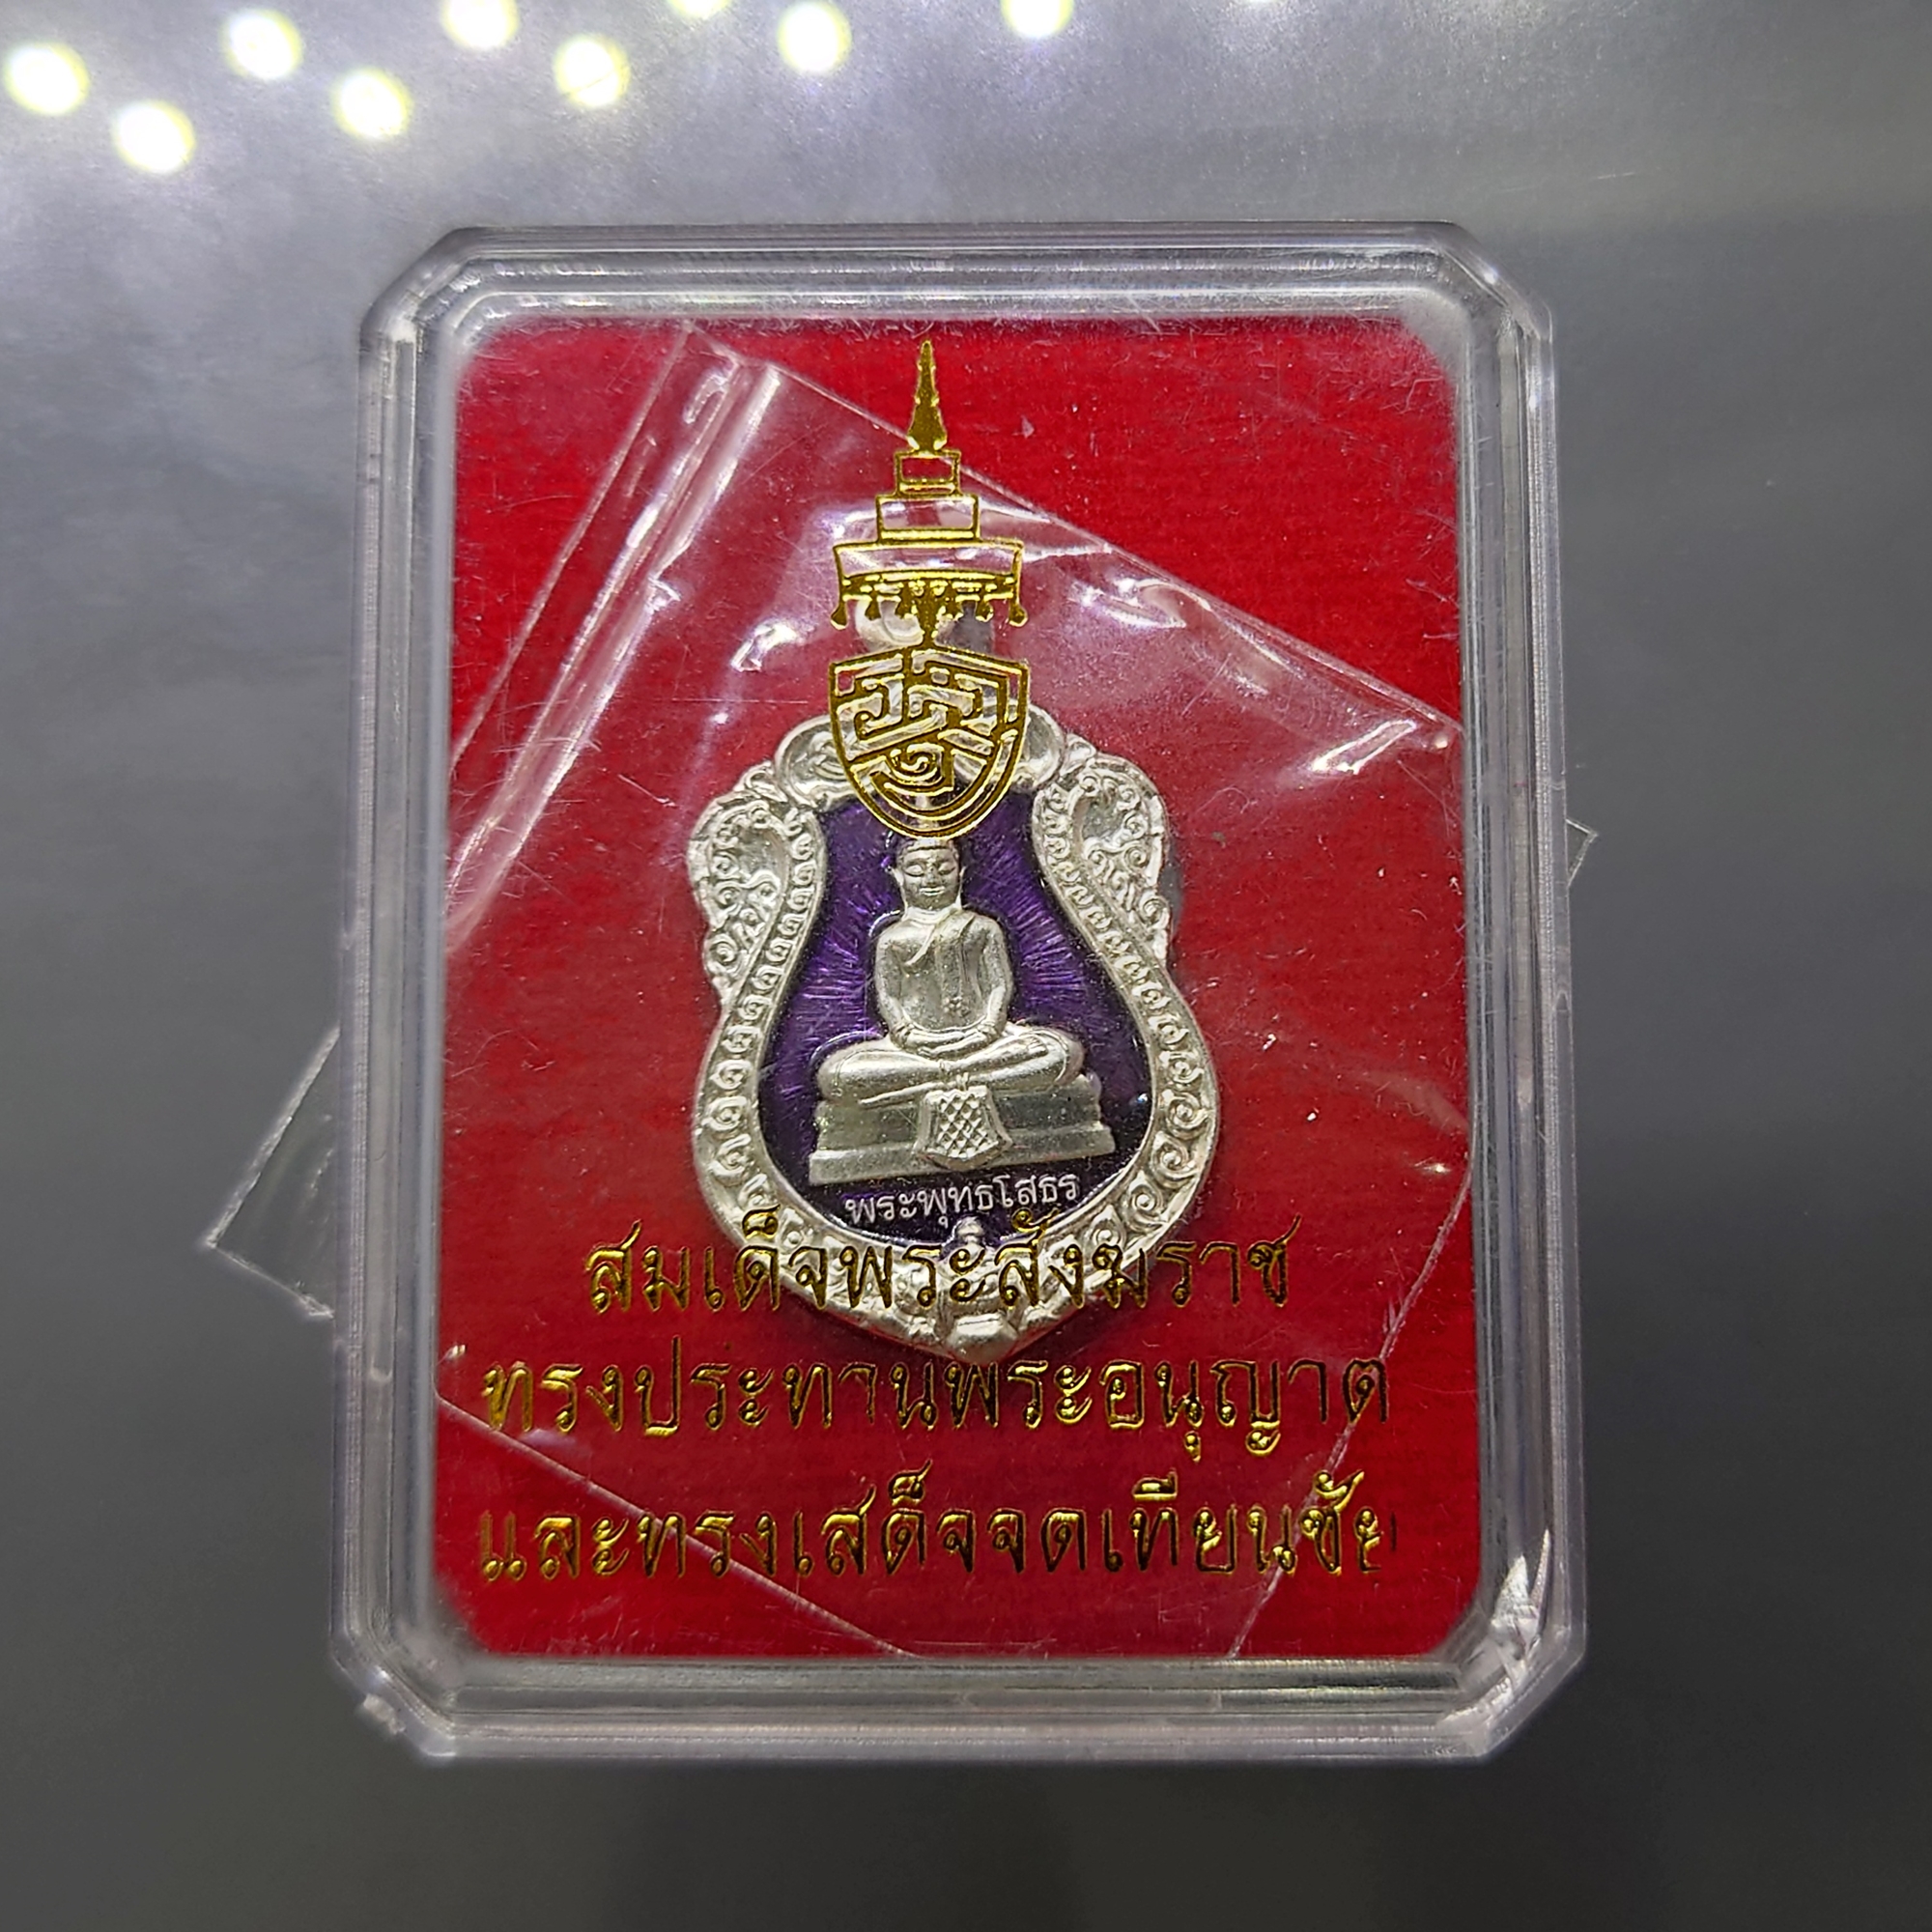 พระพุทธโสธร
สมเด็จพระสังฆราช
ทรงประทานพระอนุญาต
และทรงเสด็จจุดเทียนชัย